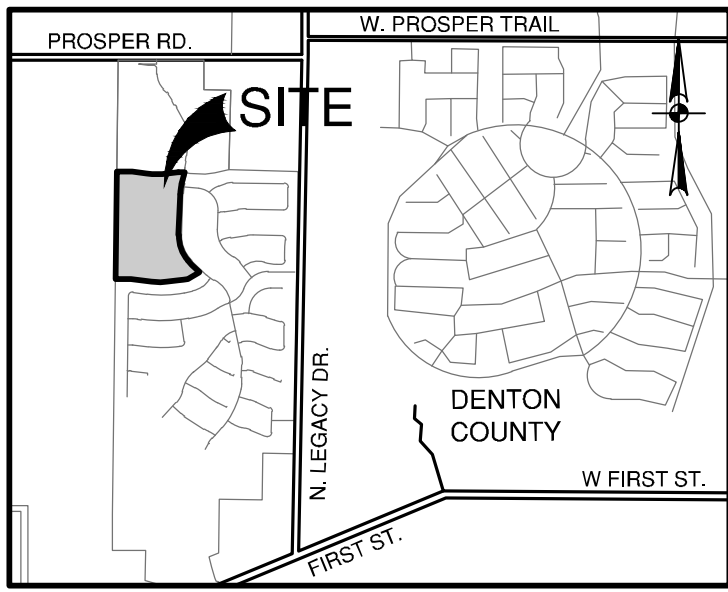 W. PROSPER TRAIL
PROSPER RD.
SITE
N. LEGACY DR.
DENTON
COUNTY
W FIRST ST.
FIRST ST.